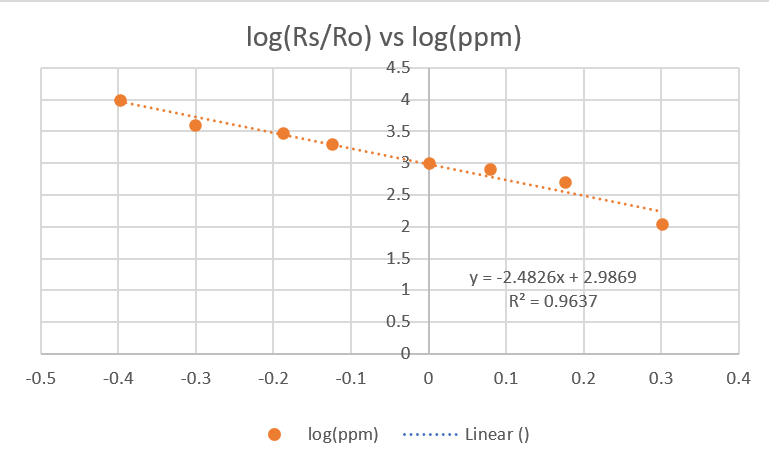 log(Rs/Ro) vs log(ppm)
4.5
4
3.5
3
2.5
2
1.5
1
0.5
0
y = -2.4826x + 2.9869
R² = 0.9637
-0.5 -0.4 -0.3 -0.2 -0.1 0 0.1 0.2 0.3 0.4
log(ppm) Linear ()